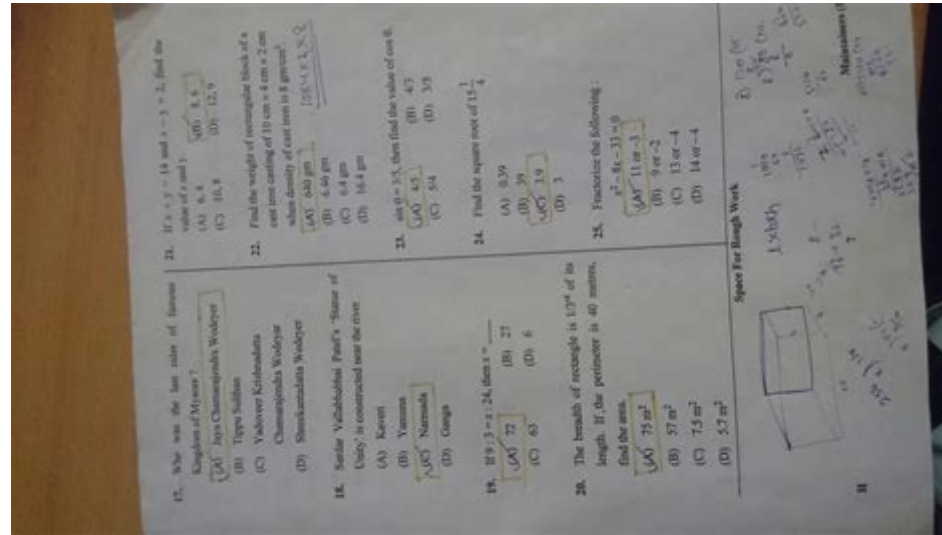 17. Who was the last ruler of famous
Kingdom of Mysore ?
(A) Jaya Chamarajendra Wodeyer
(B) Tippu Sulthan
(C) Yaduveer Krishnadatta
Chamarajendra Wodeyar
(D) Shreekantadatta Wodeyer
18. Sardar Vallabhbhai Patel's "Statue of
Unity' is constructed near the river
(A) Kaveri
(B) Yamuna
(C) Narmada
(D) Ganga
19. If 9 : 3 = x : 24, then x = ____
(A) 72 (B) 27
(C) 63 (D) 6
20. The breadth of rectangle is 1/3rd of its
length. If, the perimeter is 40 metres,
find the area.
(A) 75 m²
(B) 57 m²
(C) 7.5 m²
(D) 5.7 m²
21. If x + y = 14 and x – y = 2, find the
value of x and y
(A) 6, 4 (B) 8, 6
(C) 10, 8 (D) 12, 9
22. Find the weight of rectangular block of a
cast iron casting of 10 cm × 4 cm × 2 cm
when density of cast iron is 8 gm/cm³.
(A) 640 gm
(B) 6.46 gm
(C) 6.4 gm
(D) 16.4 gm
23. sin θ = 3/5, then find the value of cos θ.
(A) 4/5 (B) 4/3
(C) 5/4 (D) 3/5
24. Find the square root of 15 1/4
(A) 0.39
(B) 39
(C) 3.9
(D) 3
25. Fractorize the following :
x² – 8x – 33 = 0
(A) 11 or –3
(B) 9 or –2
(C) 13 or –4
(D) 14 or –4
Space For Rough Work
l×b×h
H